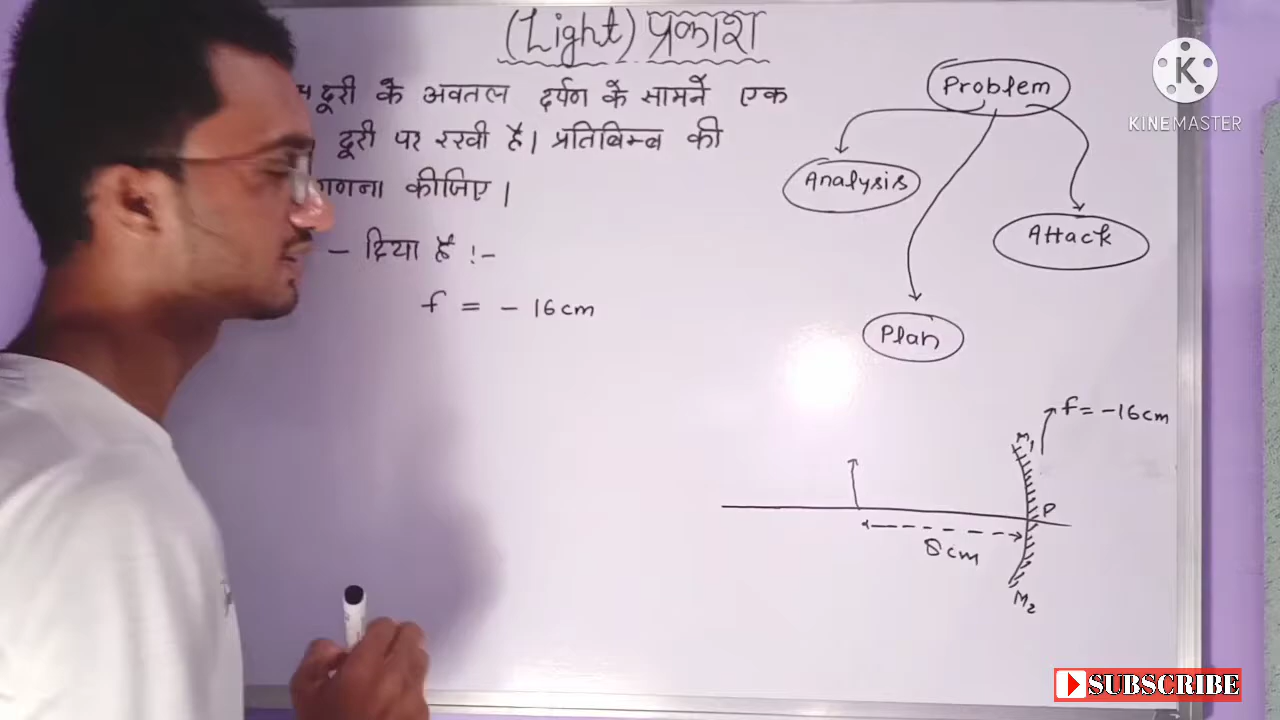 (Light) प्रकाश
दूरी के अवतल दर्पण के सामने एक
दूरी पर रखी है। प्रतिबिम्ब की
गणना कीजिए।
- दिया है :-
f = - 16cm
Problem
Analysis
Attack
Plan
f = -16cm
M1
P
8cm
M2
K
KINEMASTER
SUBSCRIBE